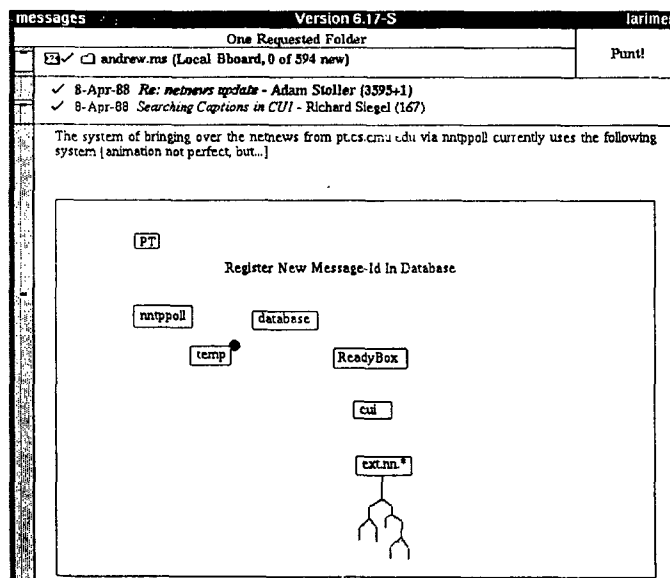 messages Version 6.17-S larimer
One Requested Folder
andrew.ms (Local Bboard, 0 of 594 new) Punt!
8-Apr-88 Re: netnews update - Adam Stoller (3595+1)
8-Apr-88 Searching Captions in CUI - Richard Siegel (167)
The system of bringing over the netnews from pt.cs.cmu.edu via nntppoll currently uses the following
system [animation not perfect, but...]
PT
Register New Message-Id In Database
nntppoll database
temp ReadyBox
cui
ext.nn.*